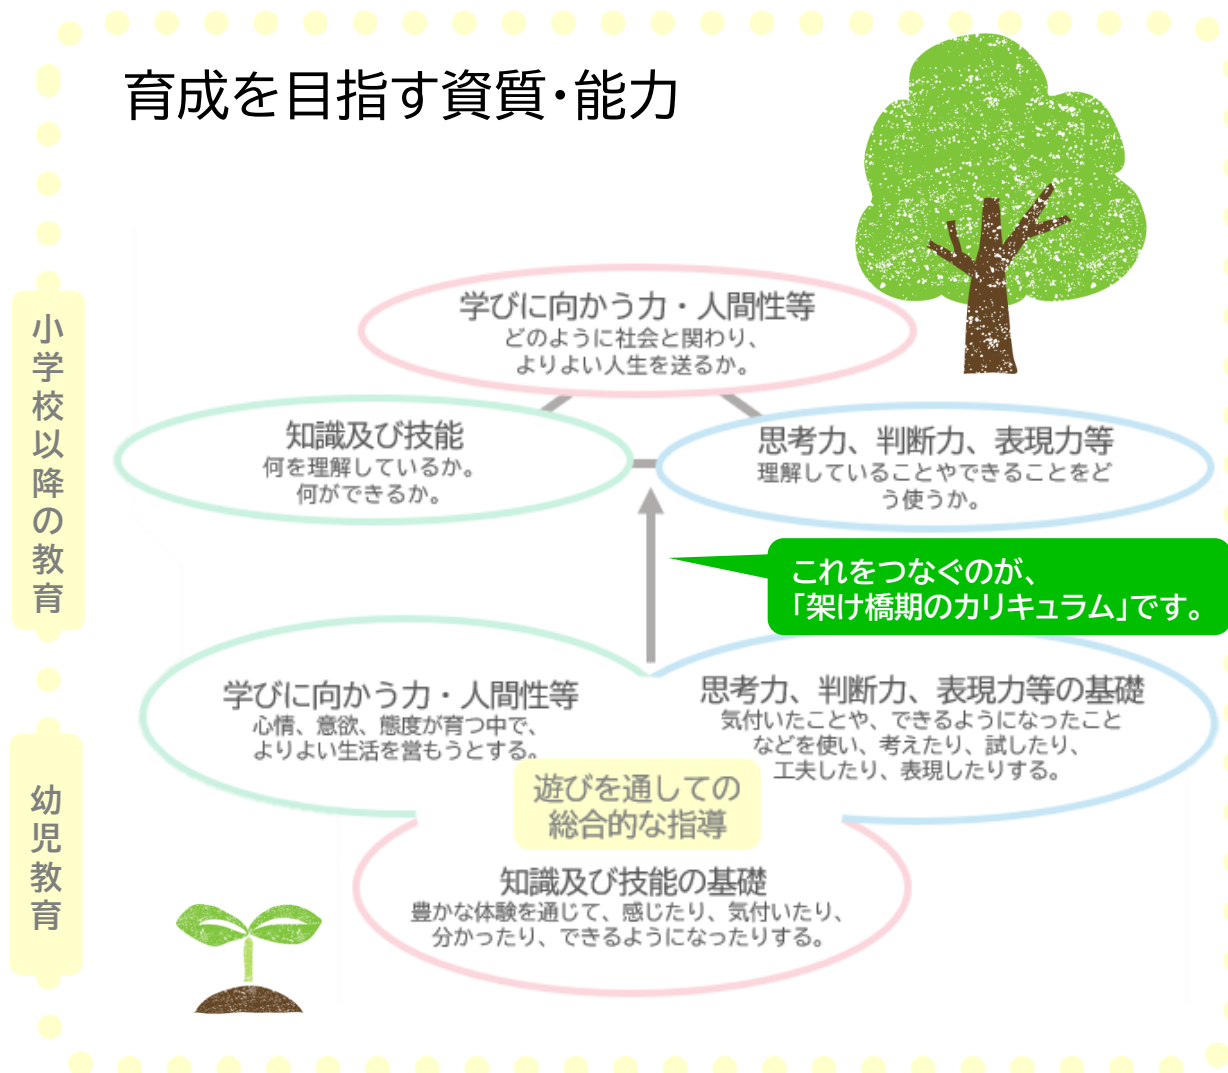 育成を目指す資質・能力
小学校以降の教育
学びに向かう力・人間性等
どのように社会と関わり、
よりよい人生を送るか。
知識及び技能
何を理解しているか。
何ができるか。
思考力、判断力、表現力等
理解していることやできることをど
う使うか。
これをつなぐのが、
「架け橋期のカリキュラム」です。
幼児教育
学びに向かう力・人間性等
心情、意欲、態度が育つ中で、
よりよい生活を営もうとする。
思考力、判断力、表現力等の基礎
気付いたことや、できるようになったこと
などを使い、考えたり、試したり、
工夫したり、表現したりする。
遊びを通しての
総合的な指導
知識及び技能の基礎
豊かな体験を通じて、感じたり、気付いたり、
分かったり、できるようになったりする。